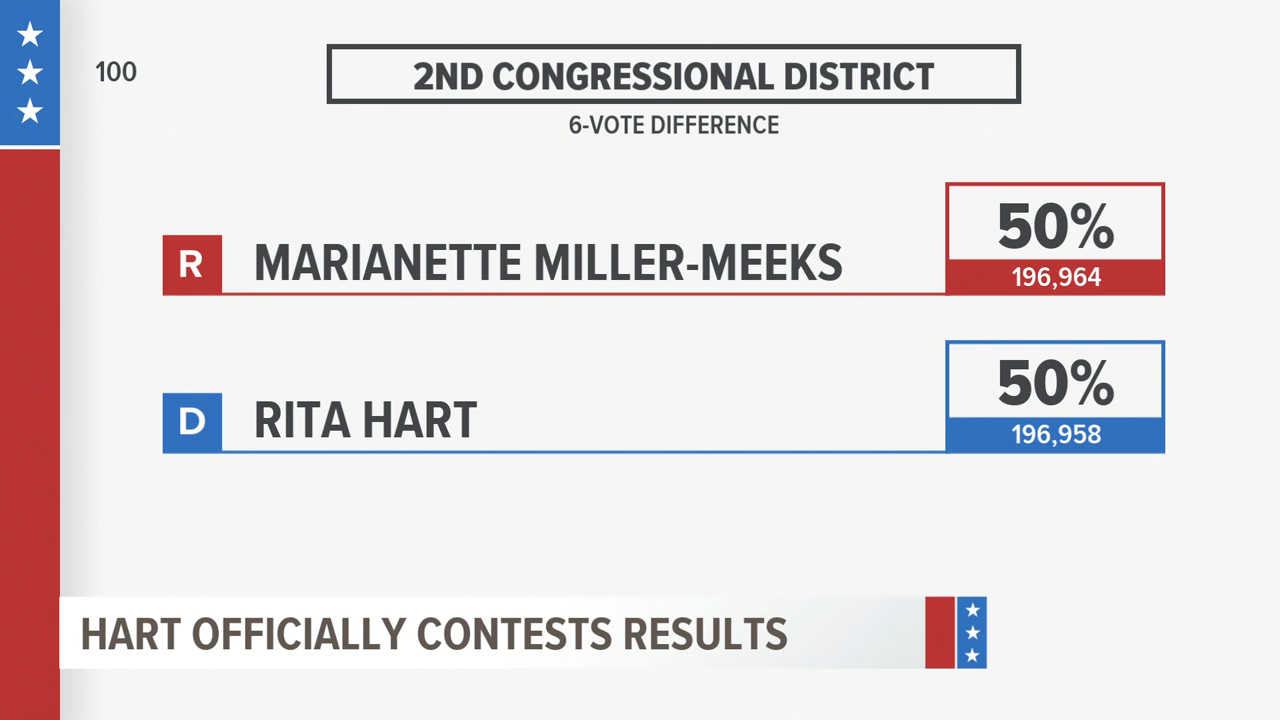 100
2ND CONGRESSIONAL DISTRICT
6-VOTE DIFFERENCE
R MARIANETTE MILLER-MEEKS 50%
196,964
D RITA HART 50%
196,958
HART OFFICIALLY CONTESTS RESULTS